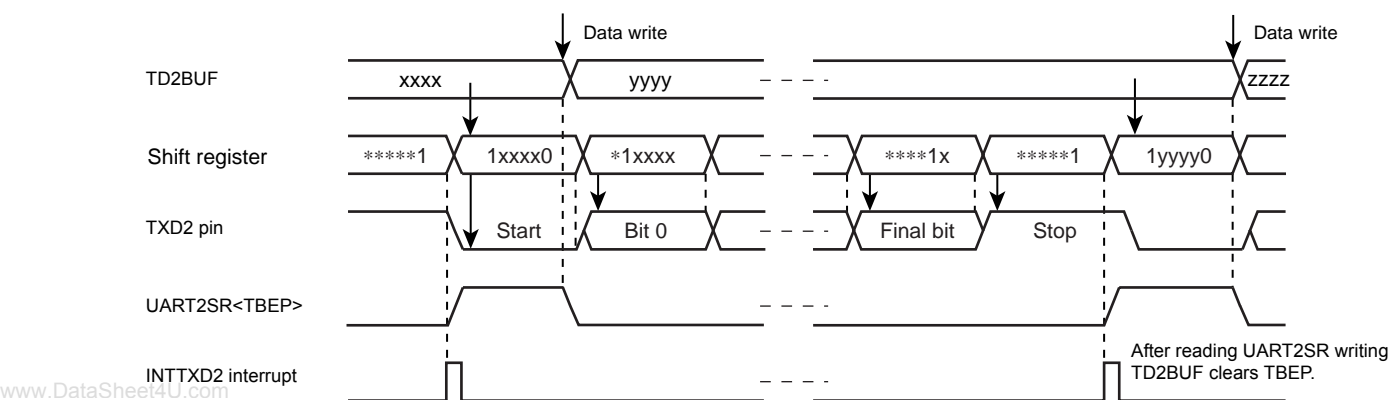 Data write
Data write
TD2BUF
xxxx
yyyy
zzzz
Shift register
*****1
1xxxx0
*1xxxx
****1x
*****1
1yyyy0
TXD2 pin
Start
Bit 0
Final bit
Stop
UART2SR<TBEP>
INTTXD2 interrupt
After reading UART2SR writing
TD2BUF clears TBEP.
www.DataSheet4U.com